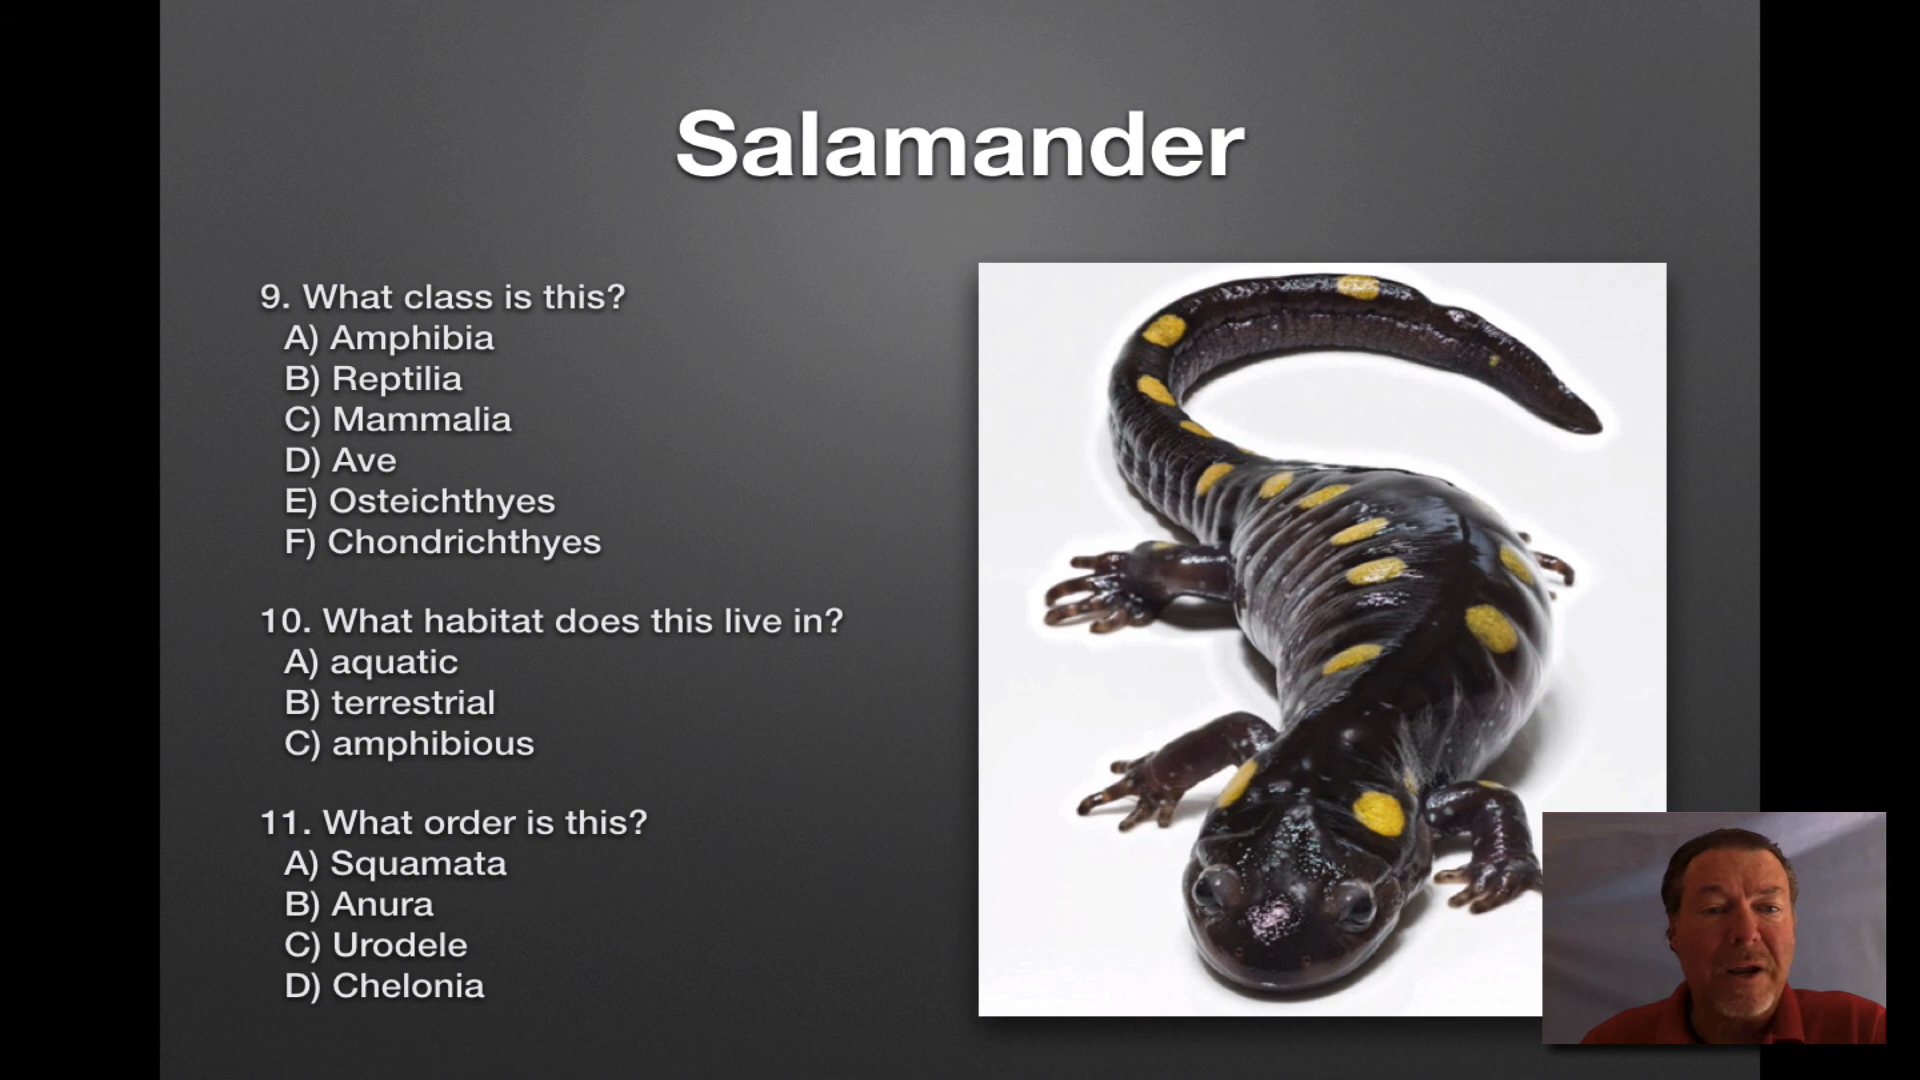 Salamander
9. What class is this?
A) Amphibia
B) Reptilia
C) Mammalia
D) Ave
E) Osteichthyes
F) Chondrichthyes
10. What habitat does this live in?
A) aquatic
B) terrestrial
C) amphibious
11. What order is this?
A) Squamata
B) Anura
C) Urodele
D) Chelonia